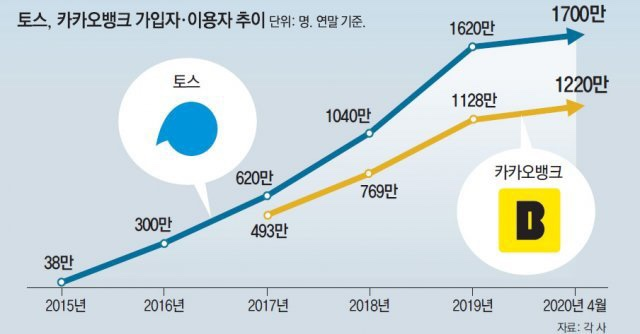 토스, 카카오뱅크 가입자·이용자 추이 단위: 명, 연말 기준.
1700만
1620만
1220만
토스
1128만
1040만
카카오뱅크
620만
769만
B
300만
493만
38만
2015년 2016년 2017년 2018년 2019년 2020년 4월
자료: 각 사